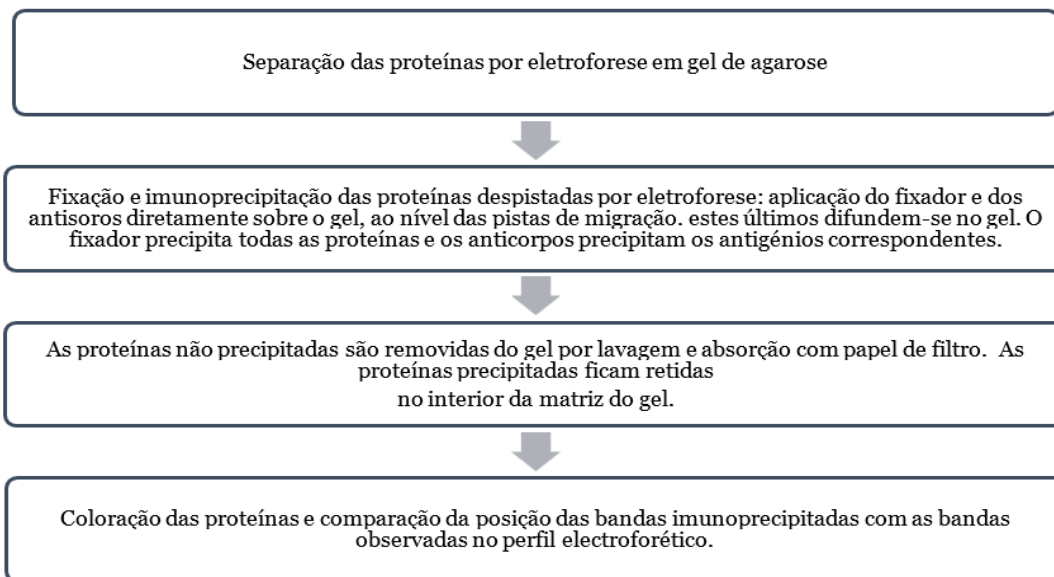 Separação das proteínas por eletroforese em gel de agarose
Fixação e imunoprecipitação das proteínas despistadas por eletroforese: aplicação do fixador e dos
antisoros diretamente sobre o gel, ao nível das pistas de migração. estes últimos difundem-se no gel. O
fixador precipita todas as proteínas e os anticorpos precipitam os antigénios correspondentes.
As proteínas não precipitadas são removidas do gel por lavagem e absorção com papel de filtro.  As
proteínas precipitadas ficam retidas
no interior da matriz do gel.
Coloração das proteínas e comparação da posição das bandas imunoprecipitadas com as bandas
observadas no perfil electroforético.